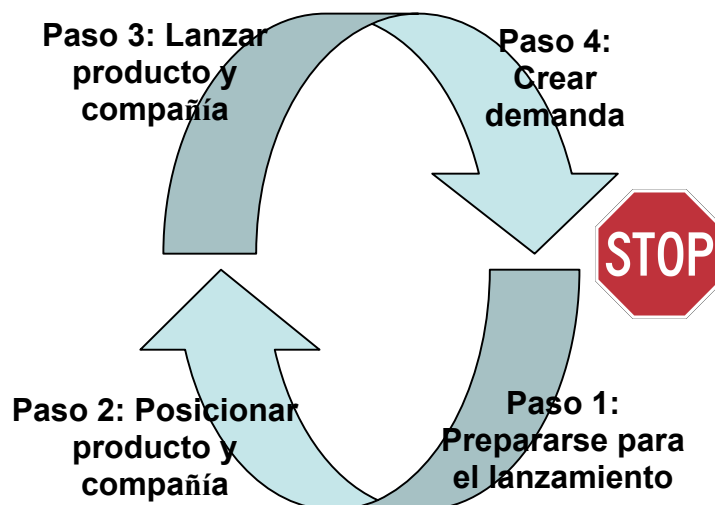 Paso 3: Lanzar
producto y
compañía
Paso 4:
Crear
demanda
STOP
Paso 2: Posicionar
producto y
compañía
Paso 1:
Prepararse para
el lanzamiento